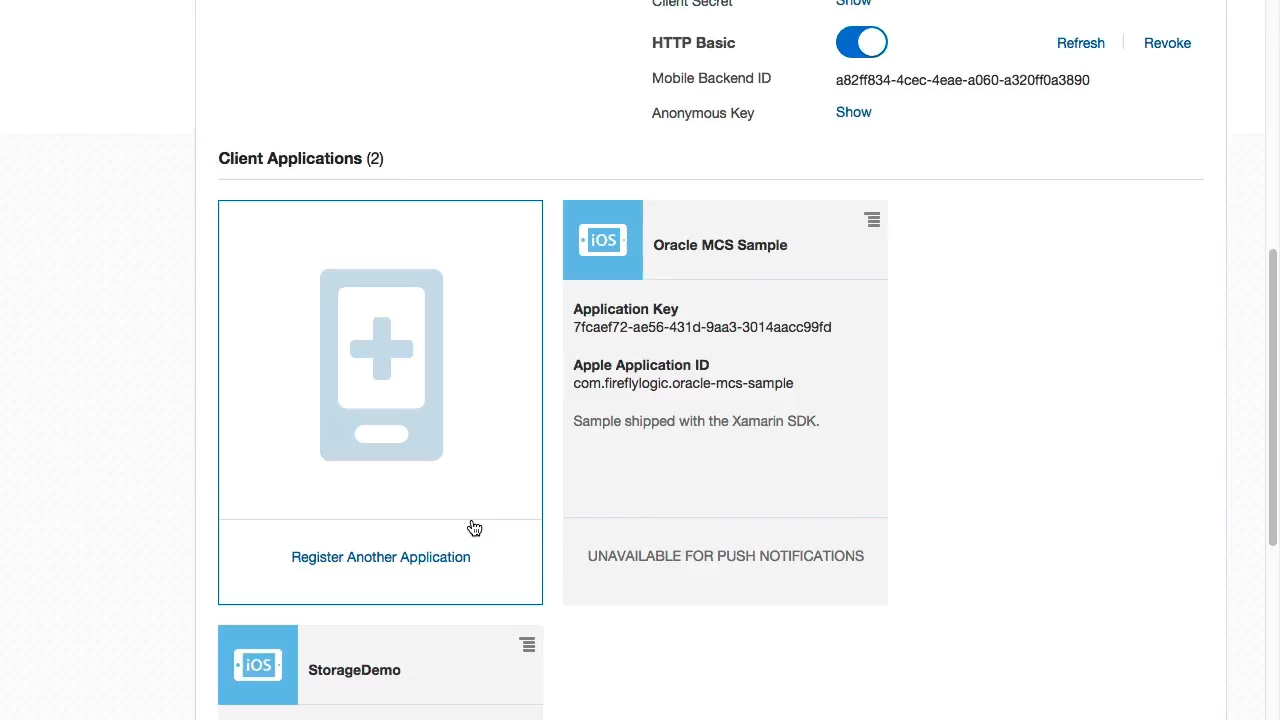 Client Secret
Show
HTTP Basic
Refresh
Revoke
Mobile Backend ID
a82ff834-4cec-4eae-a060-a320ff0a3890
Anonymous Key
Show
Client Applications (2)
iOS
Oracle MCS Sample
Application Key
7fcaef72-ae56-431d-9aa3-3014aacc99fd
Apple Application ID
com.fireflylogic.oracle-mcs-sample
Sample shipped with the Xamarin SDK.
Register Another Application
UNAVAILABLE FOR PUSH NOTIFICATIONS
iOS
StorageDemo